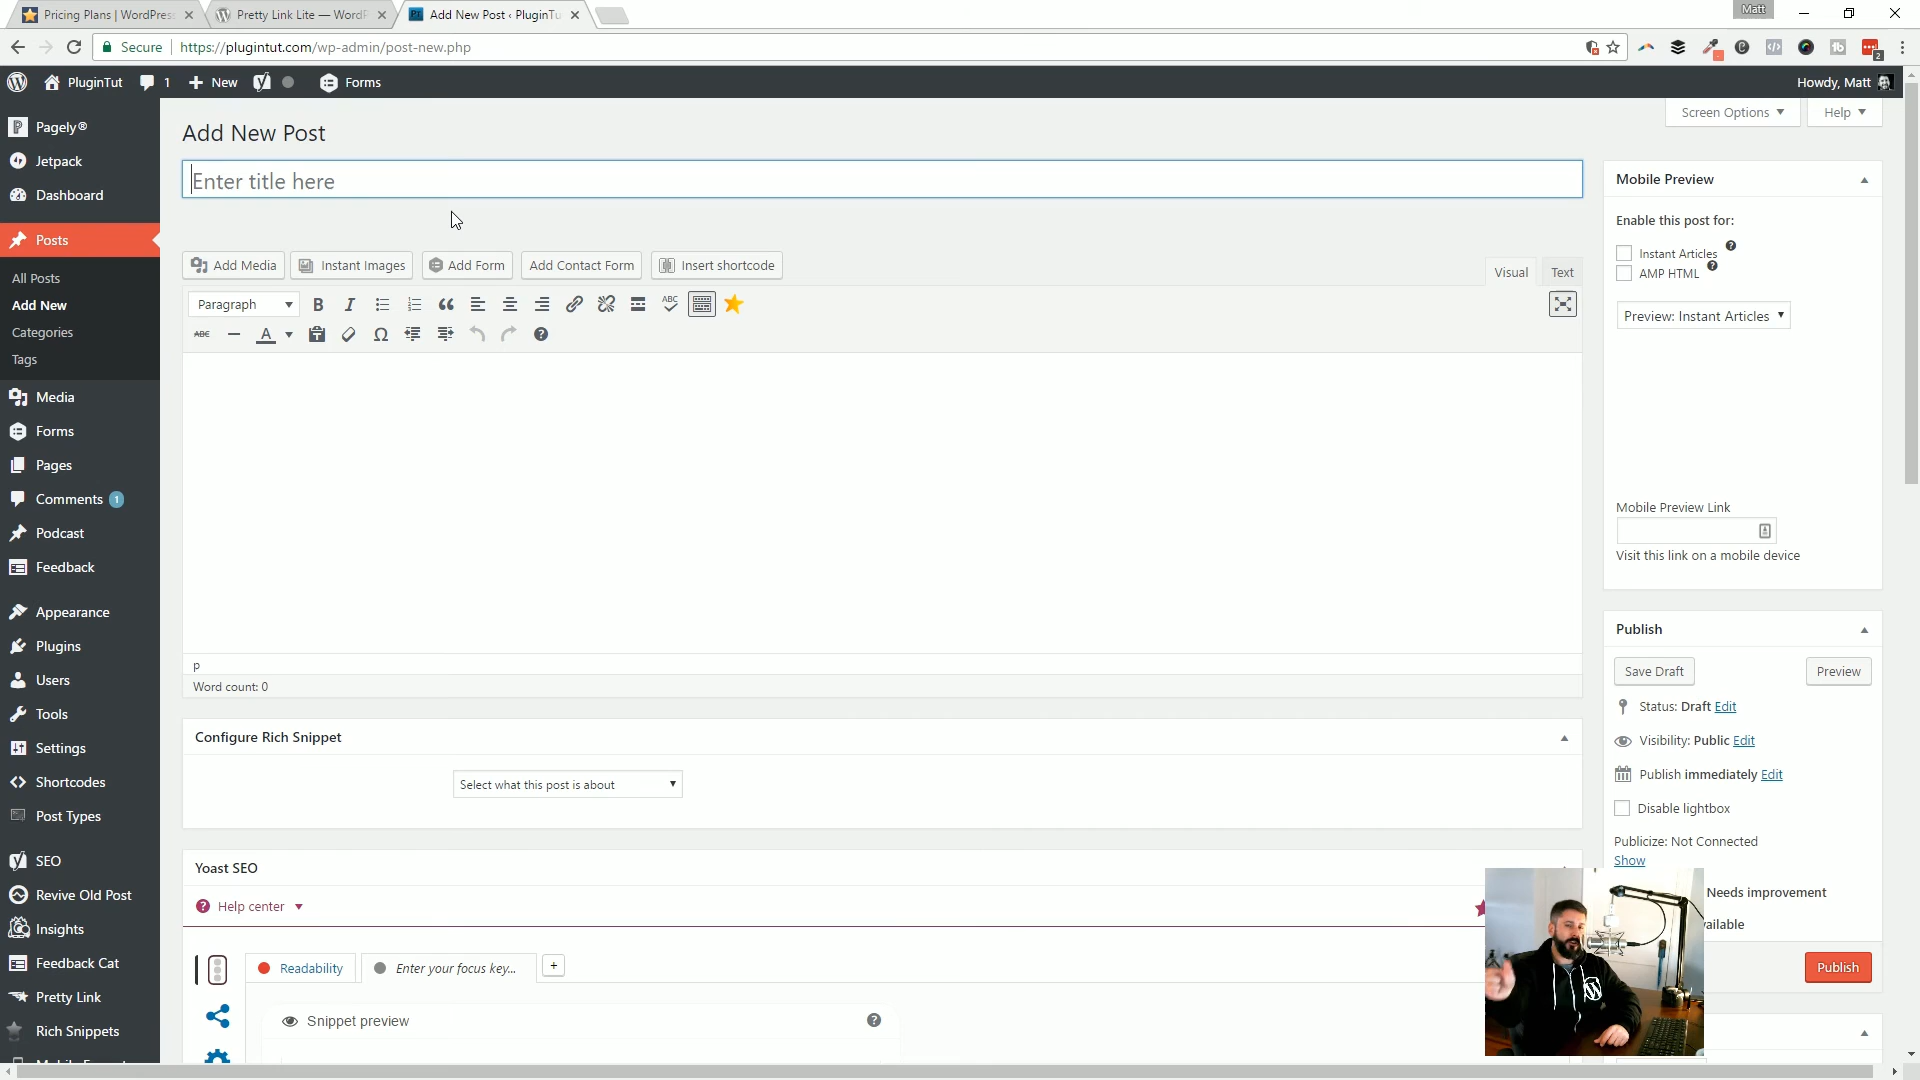 Pricing Plans | WordPress
Pretty Link Lite — WordP
Add New Post ‹ PluginTu
Matt
Secure
https://plugintut.com/wp-admin/post-new.php
2
PluginTut
1
New
Forms
Howdy, Matt
Pagely®
Jetpack
Dashboard
Posts
All Posts
Add New
Categories
Tags
Media
Forms
Pages
Comments 1
Podcast
Feedback
Appearance
Plugins
Users
Tools
Settings
Shortcodes
Post Types
SEO
Revive Old Post
Insights
Feedback Cat
Pretty Link
Rich Snippets
Screen Options
Help
Add New Post
Enter title here
Add Media
Instant Images
Add Form
Add Contact Form
Insert shortcode
Visual
Text
Paragraph
B
I
ABC
ABC
A
Ω
p
Word count: 0
Configure Rich Snippet
Select what this post is about
Yoast SEO
Help center
Readability
Enter your focus key...
+
Snippet preview
Mobile Preview
Enable this post for:
Instant Articles
AMP HTML
Preview: Instant Articles
Mobile Preview Link
Visit this link on a mobile device
Publish
Save Draft
Preview
Status: Draft Edit
Visibility: Public Edit
Publish immediately Edit
Disable lightbox
Publicize: Not Connected
Show
Needs improvement
vailable
Publish